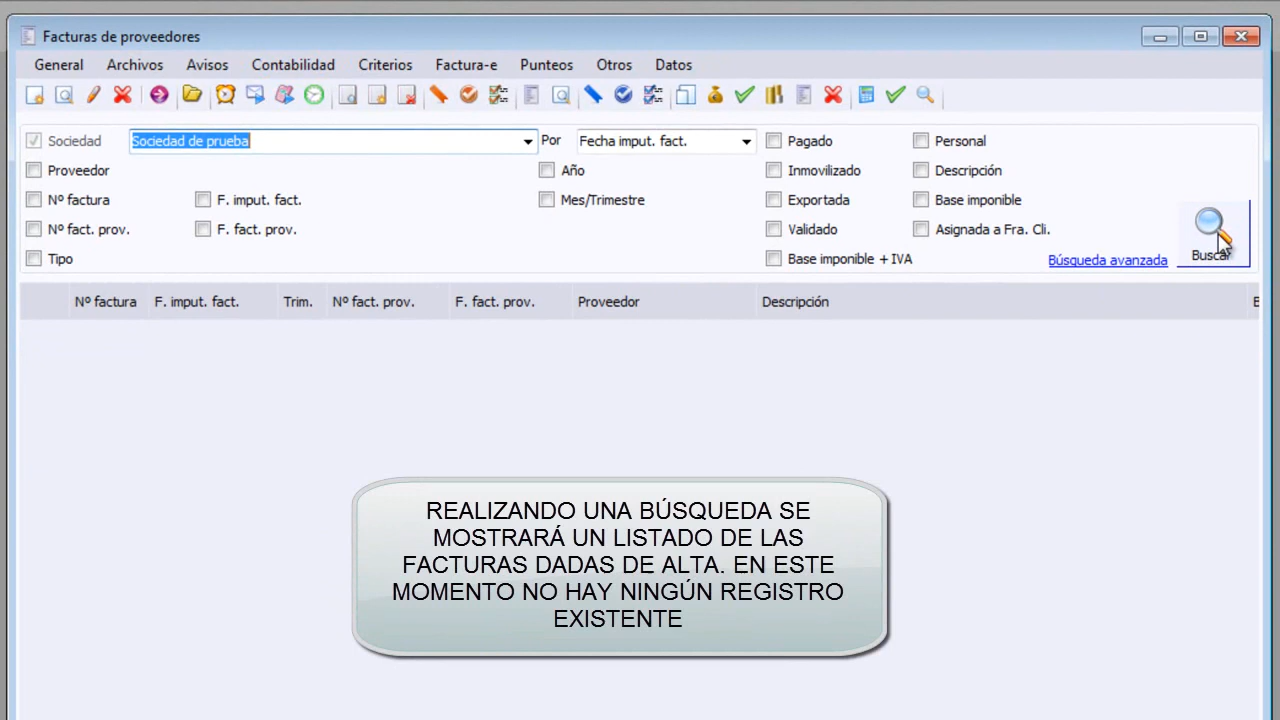 Facturas de proveedores
General Archivos Avisos Contabilidad Criterios Factura-e Punteos Otros Datos
Sociedad Sociedad de prueba Por Fecha imput. fact. Pagado Personal
Proveedor Año Inmovilizado Descripción
Nº factura F. imput. fact. Mes/Trimestre Exportada Base imponible
Nº fact. prov. F. fact. prov. Validado Asignada a Fra. Cli.
Tipo Base imponible + IVA Búsqueda avanzada Buscar
Nº factura F. imput. fact. Trim. Nº fact. prov. F. fact. prov. Proveedor Descripción
REALIZANDO UNA BÚSQUEDA SE
MOSTRARÁ UN LISTADO DE LAS
FACTURAS DADAS DE ALTA. EN ESTE
MOMENTO NO HAY NINGÚN REGISTRO
EXISTENTE